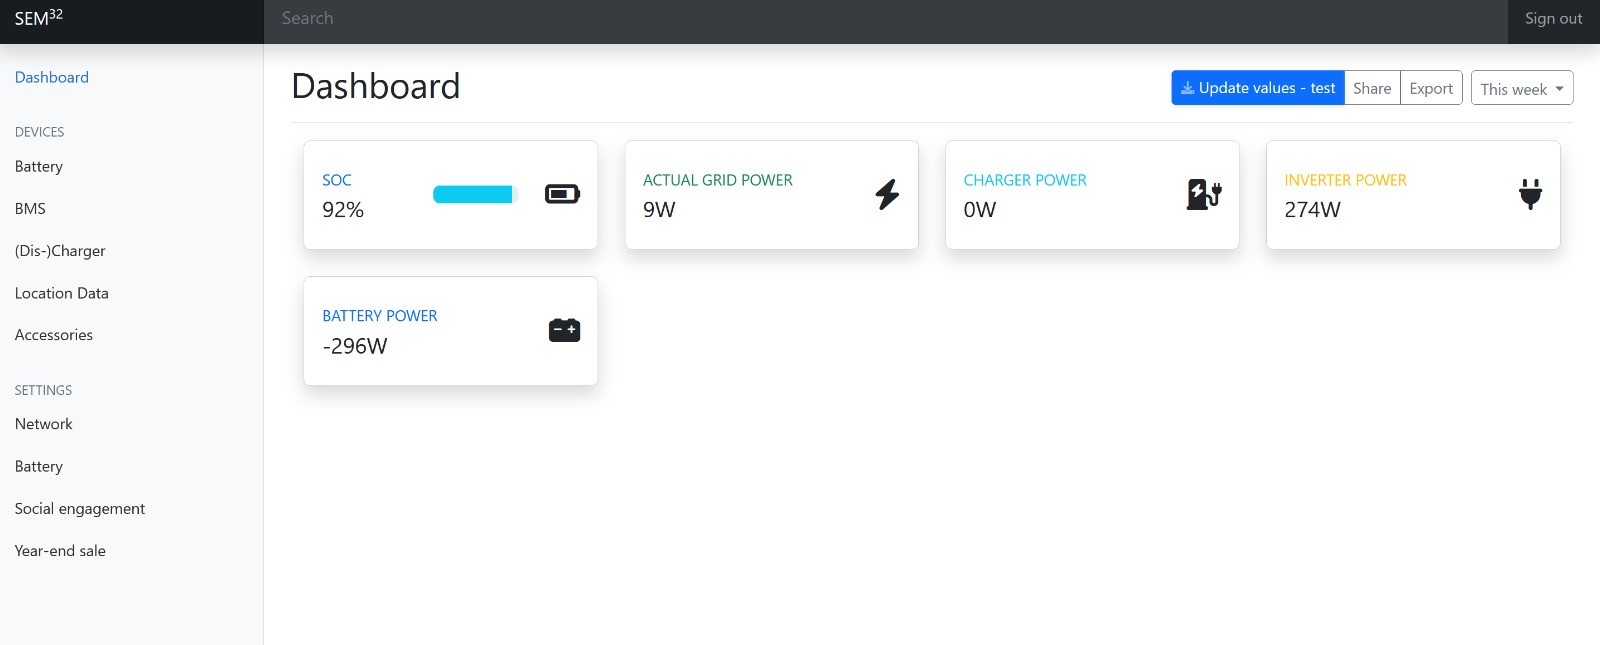 SEM³²
Search
Sign out
Dashboard
DEVICES
Battery
BMS
(Dis-)Charger
Location Data
Accessories
SETTINGS
Network
Battery
Social engagement
Year-end sale
Dashboard
Update values - test
Share
Export
This week
SOC
92%
ACTUAL GRID POWER
9W
CHARGER POWER
0W
INVERTER POWER
274W
BATTERY POWER
-296W